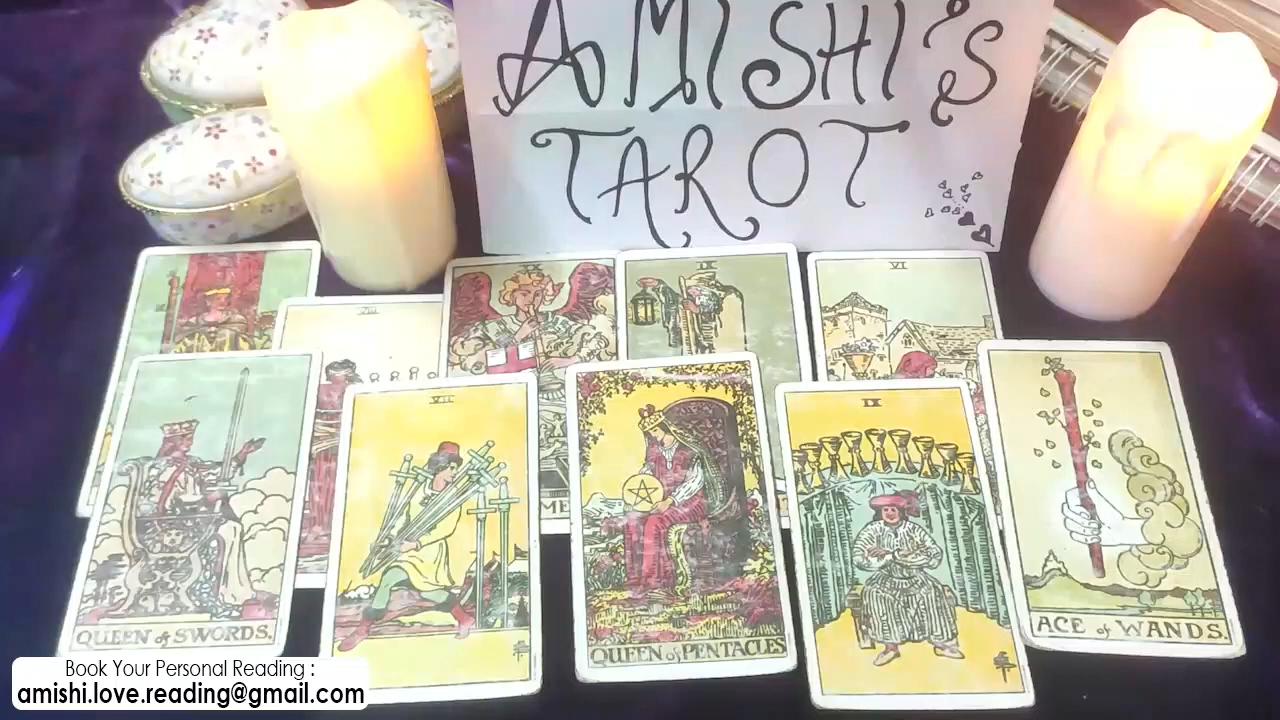 AMISHI'S
TAROT
VIII
IX
VI
QUEEN of SWORDS.
VII
QUEEN of PENTACLES
IX
ACE of WANDS.
Book Your Personal Reading :
amishi.love.reading@gmail.com